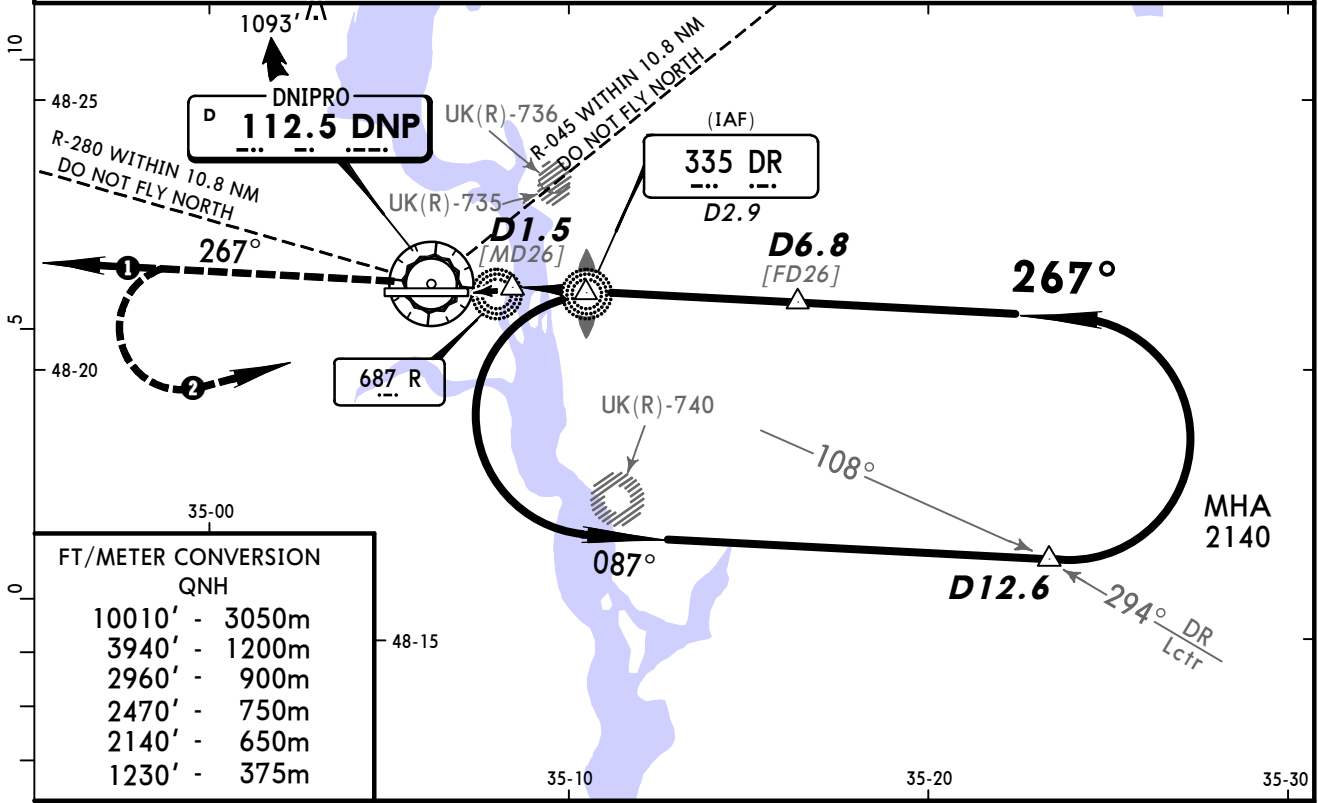 1093'
10
48-25
DNIPRO
D 112.5 DNP
UK(R)-736
R-045 WITHIN 10.8 NM
DO NOT FLY NORTH
(IAF)
335 DR
D2.9
R-280 WITHIN 10.8 NM
DO NOT FLY NORTH
UK(R)-735
D1.5
[MD26]
D6.8
[FD26]
267°
267°
1
5
48-20
2
687 R
UK(R)-740
108°
MHA
2140
35-00
087°
D12.6
294° DR
Lctr
0
FT/METER CONVERSION
QNH
10010' - 3050m
3940' - 1200m
2960' - 900m
2470' - 750m
2140' - 650m
1230' - 375m
48-15
35-10
35-20
35-30